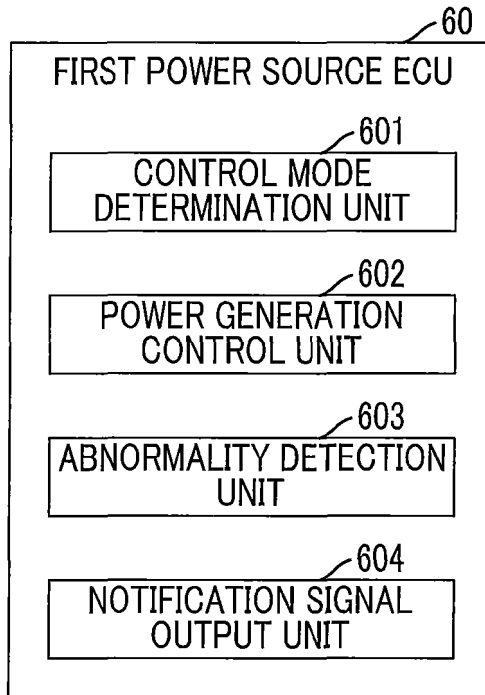 60
FIRST POWER SOURCE ECU
601
CONTROL MODE
DETERMINATION UNIT
602
POWER GENERATION
CONTROL UNIT
603
ABNORMALITY DETECTION
UNIT
604
NOTIFICATION SIGNAL
OUTPUT UNIT